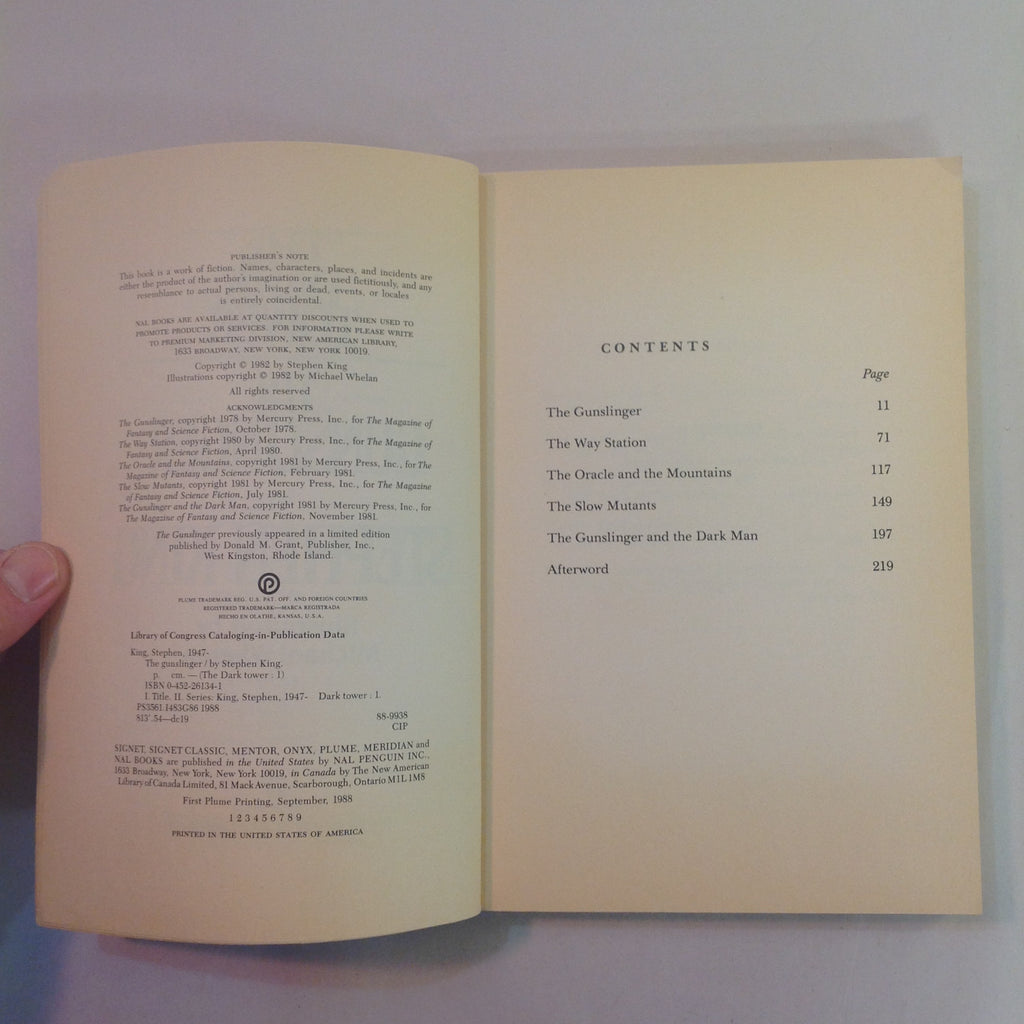 PUBLISHER'S NOTE
This book is a work of fiction. Names, characters, places, and incidents are
either the product of the author's imagination or are used fictitiously, and any
resemblance to actual persons, living or dead, events, or locales
is entirely coincidental.
NAL BOOKS ARE AVAILABLE AT QUANTITY DISCOUNTS WHEN USED TO
PROMOTE PRODUCTS OR SERVICES. FOR INFORMATION PLEASE WRITE
TO PREMIUM MARKETING DIVISION, NEW AMERICAN LIBRARY,
1633 BROADWAY, NEW YORK, NEW YORK 10019.
Copyright © 1982 by Stephen King
Illustrations copyright © 1982 by Michael Whelan
All rights reserved
ACKNOWLEDGMENTS
The Gunslinger, copyright 1978 by Mercury Press, Inc., for The Magazine of
Fantasy and Science Fiction, October 1978.
The Way Station, copyright 1980 by Mercury Press, Inc., for The Magazine of
Fantasy and Science Fiction, April 1980.
The Oracle and the Mountains, copyright 1981 by Mercury Press, Inc., for The
Magazine of Fantasy and Science Fiction, February 1981.
The Slow Mutants, copyright 1981 by Mercury Press, Inc., for The Magazine
of Fantasy and Science Fiction, July 1981.
The Gunslinger and the Dark Man, copyright 1981 by Mercury Press, Inc., for
The Magazine of Fantasy and Science Fiction, November 1981.
The Gunslinger previously appeared in a limited edition
published by Donald M. Grant, Publisher, Inc.,
West Kingston, Rhode Island.
P
PLUME TRADEMARK REG. U.S. PAT. OFF. AND FOREIGN COUNTRIES
REGISTERED TRADEMARK—MARCA REGISTRADA
HECHO EN OLATHE, KANSAS, U.S.A.
Library of Congress Cataloging-in-Publication Data
King, Stephen, 1947-
The gunslinger / by Stephen King.
p. cm. — (The Dark tower : 1)
ISBN 0-452-26134-1
I. Title. II. Series: King, Stephen, 1947- Dark tower : 1.
PS3561.I483G86 1988
813'.54—dc19 88-9938
CIP
SIGNET, SIGNET CLASSIC, MENTOR, ONYX, PLUME, MERIDIAN and
NAL BOOKS are published in the United States by NAL PENGUIN INC.,
1633 Broadway, New York, New York 10019, in Canada by The New American
Library of Canada Limited, 81 Mack Avenue, Scarborough, Ontario M1L 1M8
First Plume Printing, September, 1988
1 2 3 4 5 6 7 8 9
PRINTED IN THE UNITED STATES OF AMERICA
CONTENTS
Page
The Gunslinger 11
The Way Station 71
The Oracle and the Mountains 117
The Slow Mutants 149
The Gunslinger and the Dark Man 197
Afterword 219